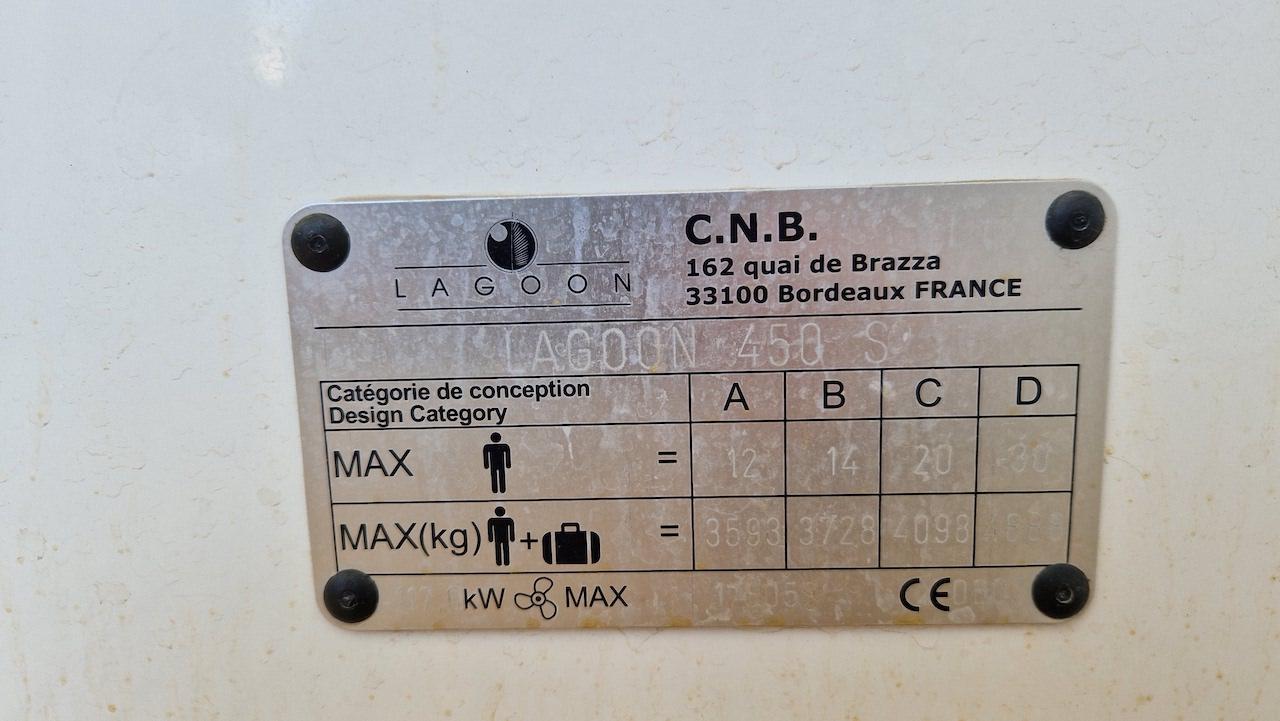 LAGOON
C.N.B.
162 quai de Brazza
33100 Bordeaux FRANCE
LAGOON 450 S
Catégorie de conception
Design Category
A B C D
MAX = 12 14 20 30
MAX(kg) + = 3593 3728 4098
kW MAX CE